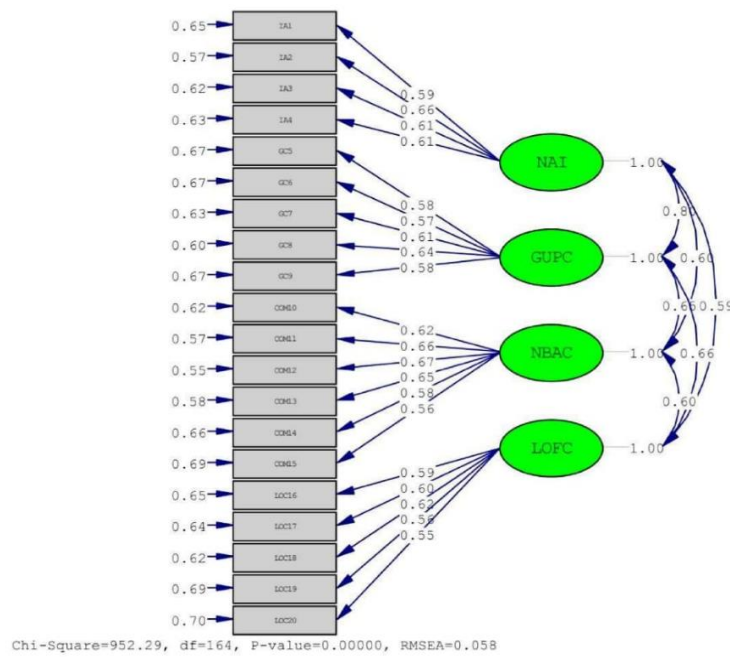 0.65 IA1
0.57 IA2
0.62 IA3
0.63 IA4
0.67 GC5
0.67 GC6
0.63 GC7
0.60 GC8
0.67 GC9
0.62 COM10
0.57 COM11
0.55 COM12
0.58 COM13
0.66 COM14
0.69 COM15
0.65 LOC16
0.64 LOC17
0.62 LOC18
0.69 LOC19
0.70 LOC20
0.59
0.66
0.61
0.61
0.58
0.57
0.61
0.64
0.58
0.62
0.66
0.67
0.65
0.58
0.56
0.59
0.60
0.62
0.56
0.55
NAI 1.00
GUPC 1.00
NBAC 1.00
LOFC 1.00
0.80
0.60
0.59
0.66
0.60
Chi-Square=952.29, df=164, P-value=0.00000, RMSEA=0.058